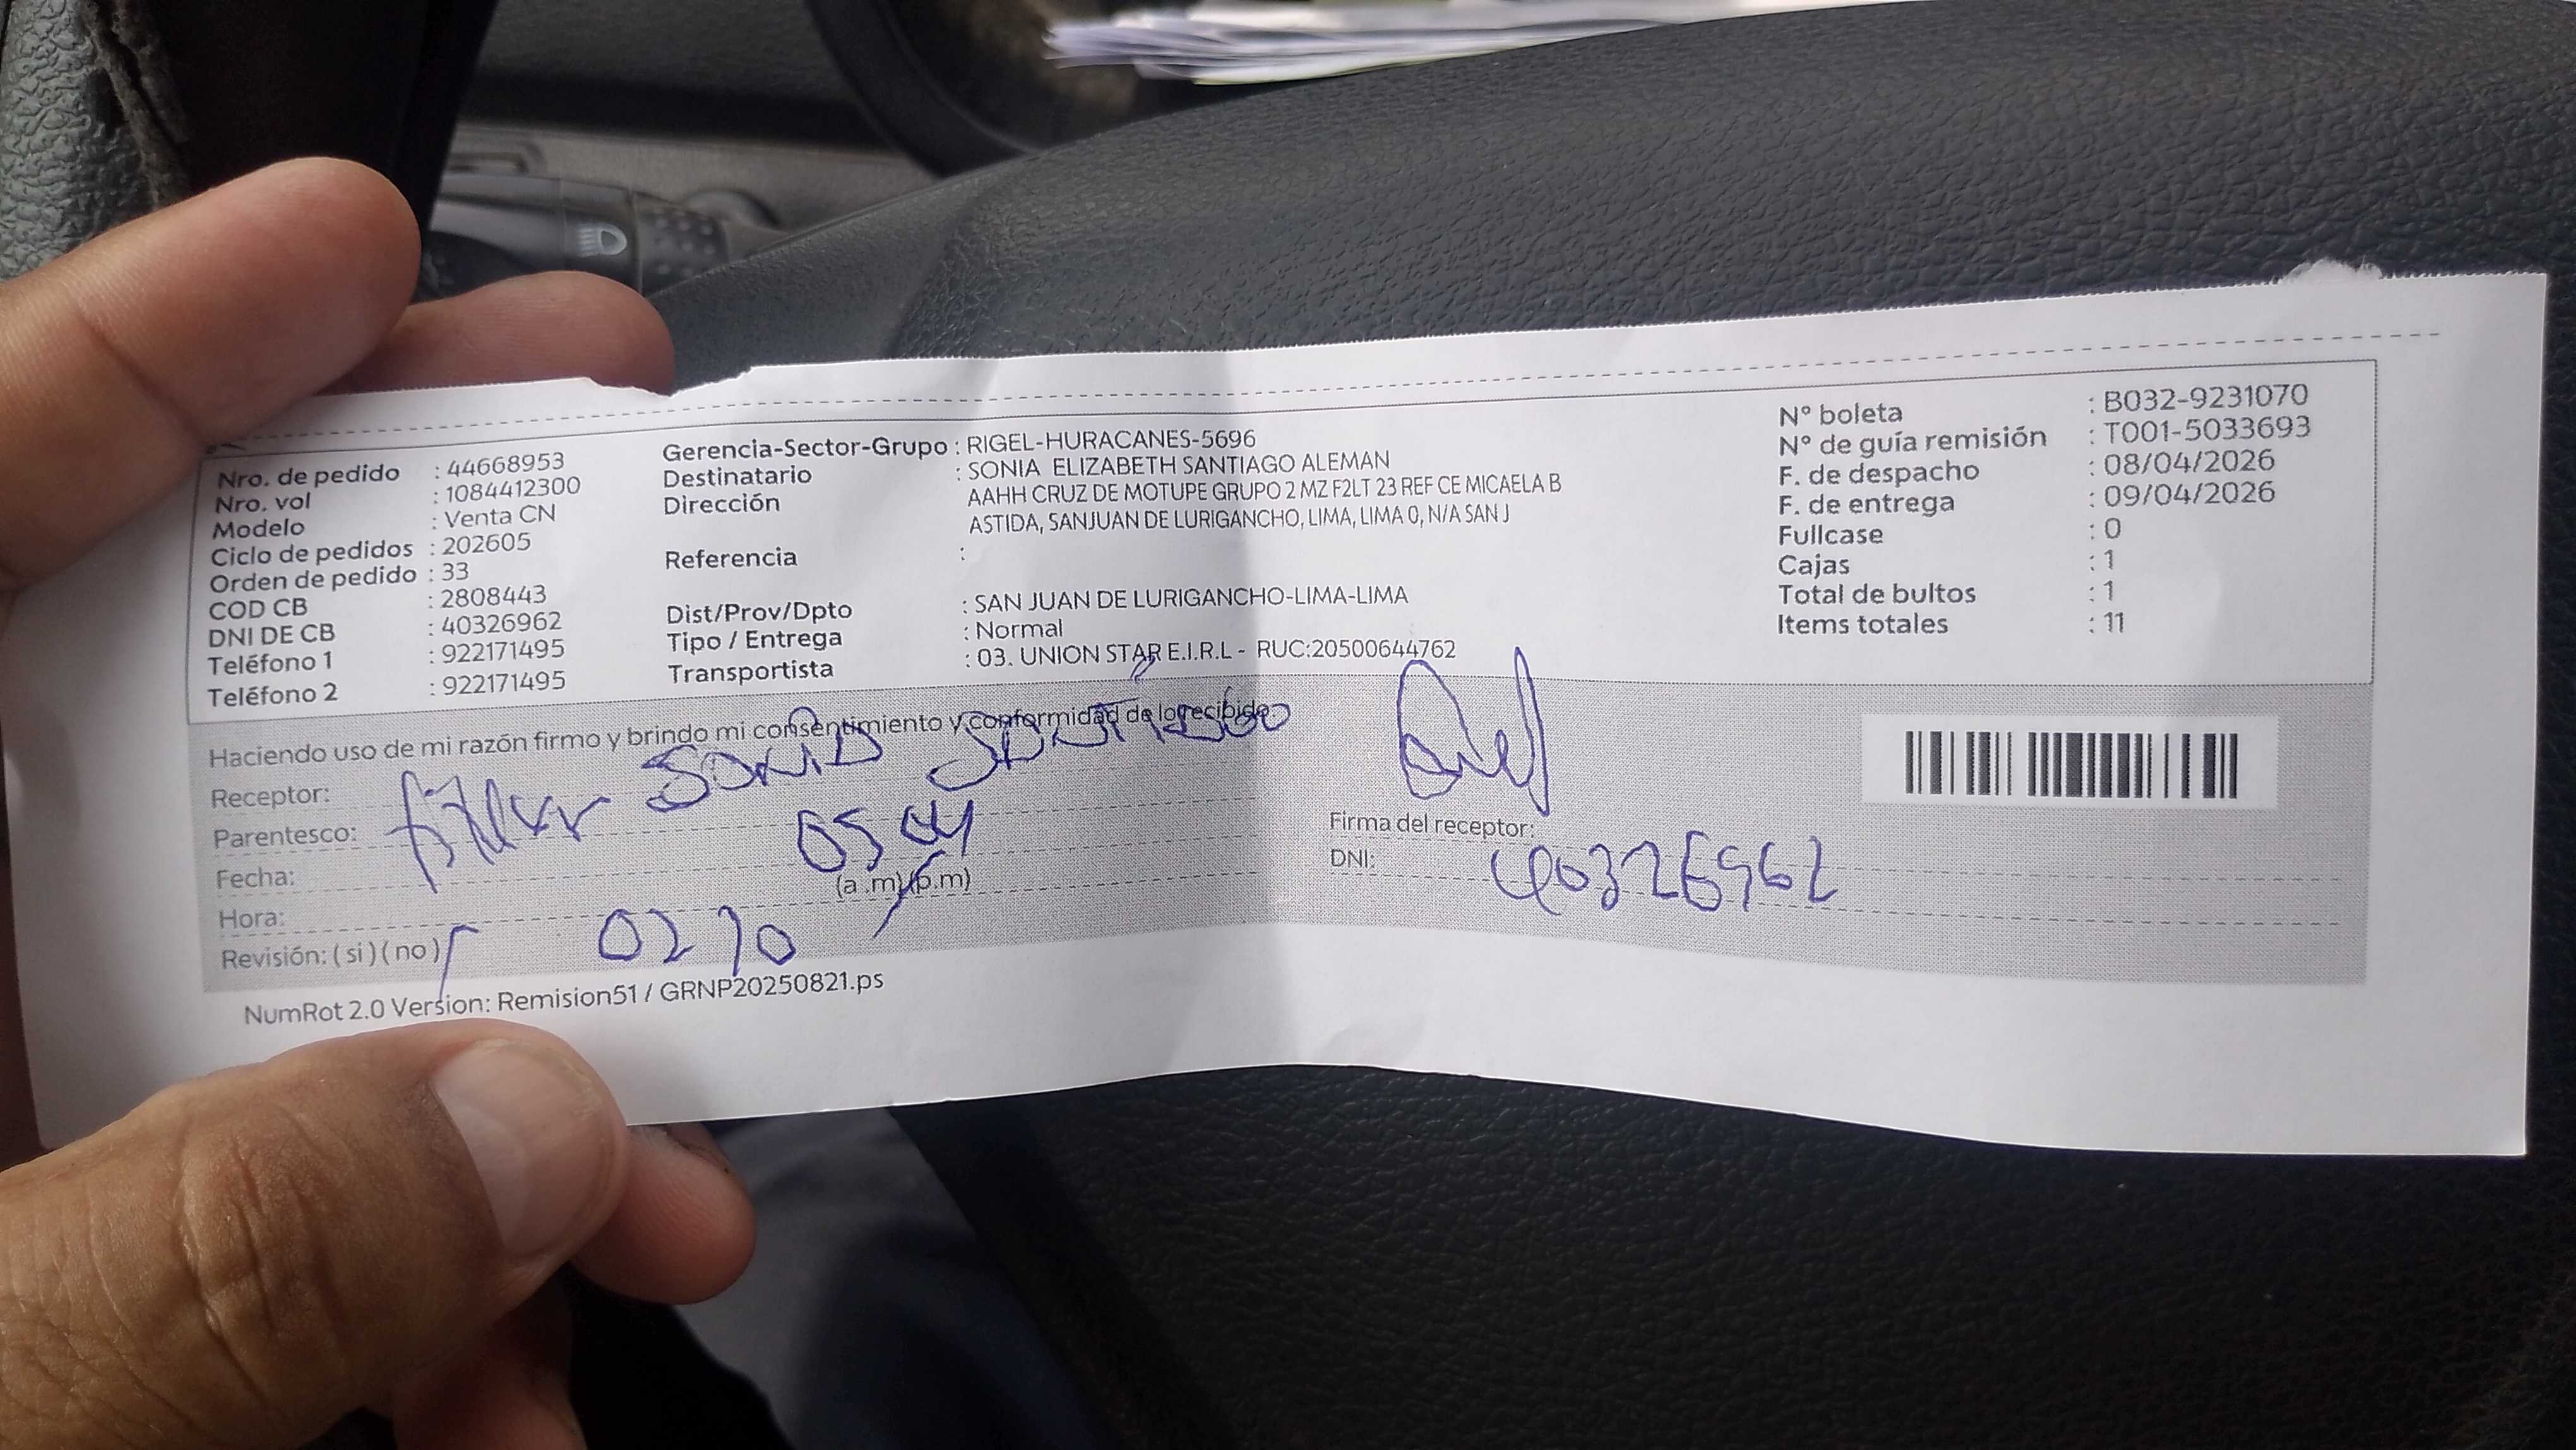 Nro. de pedido : 44668953
Nro. vol : 1084412300
Modelo : Venta CN
Ciclo de pedidos : 202605
Orden de pedido : 33
COD CB : 2808443
DNI DE CB : 40326962
Teléfono 1 : 922171495
Teléfono 2 : 922171495
Gerencia-Sector-Grupo : RIGEL-HURACANES-5696
Destinatario : SONIA ELIZABETH SANTIAGO ALEMAN
Dirección AAHH CRUZ DE MOTUPE GRUPO 2 MZ F2LT 23 REF CE MICAELA B
ASTIDA, SANJUAN DE LURIGANCHO, LIMA, LIMA 0, N/A SAN J
Referencia :
Dist/Prov/Dpto : SAN JUAN DE LURIGANCHO-LIMA-LIMA
Tipo / Entrega : Normal
Transportista : 03. UNION STAR E.I.R.L - RUC:20500644762
N° boleta : B032-9231070
N° de guía remisión : T001-5033693
F. de despacho : 08/04/2026
F. de entrega : 09/04/2026
Fullcase : 0
Cajas : 1
Total de bultos : 1
Items totales : 11
Haciendo uso de mi razón firmo y brindo mi consentimiento y conformidad de lo recibido
Receptor: SONIA SANTIAGO
Parentesco:
Fecha:
(a .m)(p.m)
Hora:
Revisión: ( si ) ( no )
Firma del receptor:
DNI: 40326962
NumRot 2.0 Version: Remision51 / GRNP20250821.ps